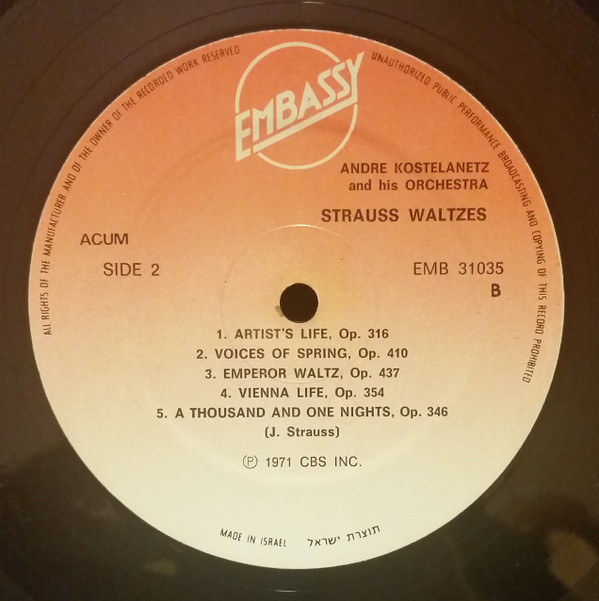 ALL RIGHTS OF THE MANUFACTURER AND OF THE OWNER OF THE RECORDED WORK RESERVED
UNAUTHORIZED PUBLIC PERFORMANCE BROADCASTING AND COPYING OF THIS RECORD PROHIBITED
EMBASSY
ANDRE KOSTELANETZ
and his ORCHESTRA
STRAUSS WALTZES
ACUM
SIDE 2
EMB 31035
B
1. ARTIST'S LIFE, Op. 316
2. VOICES OF SPRING, Op. 410
3. EMPEROR WALTZ, Op. 437
4. VIENNA LIFE, Op. 354
5. A THOUSAND AND ONE NIGHTS, Op. 346
(J. Strauss)
Ⓟ 1971 CBS INC.
MADE IN ISRAEL תוצרת ישראל